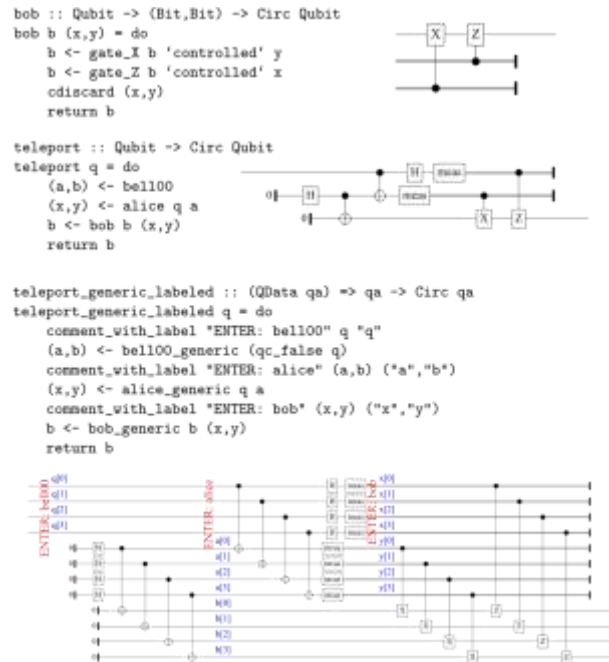 bob :: Qubit -> (Bit,Bit) -> Circ Qubit
bob b (x,y) = do
b <- gate_X b ‘controlled’ y
b <- gate_Z b ‘controlled’ x
cdiscard (x,y)
return b
X Z
teleport :: Qubit -> Circ Qubit
teleport q = do
(a,b) <- bell00
(x,y) <- alice q a
b <- bob b (x,y)
return b
H meas
0 H meas
0 X Z
teleport_generic_labeled :: (QData qa) => qa -> Circ qa
teleport_generic_labeled q = do
comment_with_label "ENTER: bell00" q "q"
(a,b) <- bell00_generic (qc_false q)
comment_with_label "ENTER: alice" (a,b) ("a","b")
(x,y) <- alice_generic q a
comment_with_label "ENTER: bob" (x,y) ("x","y")
b <- bob_generic b (x,y)
return b
ENTER: bell00
q[0]
q[1]
q[2]
q[3]
ENTER: alice
a[0]
a[1]
a[2]
a[3]
b[0]
b[1]
b[2]
b[3]
ENTER: bob
x[0]
x[1]
x[2]
x[3]
y[0]
y[1]
y[2]
y[3]